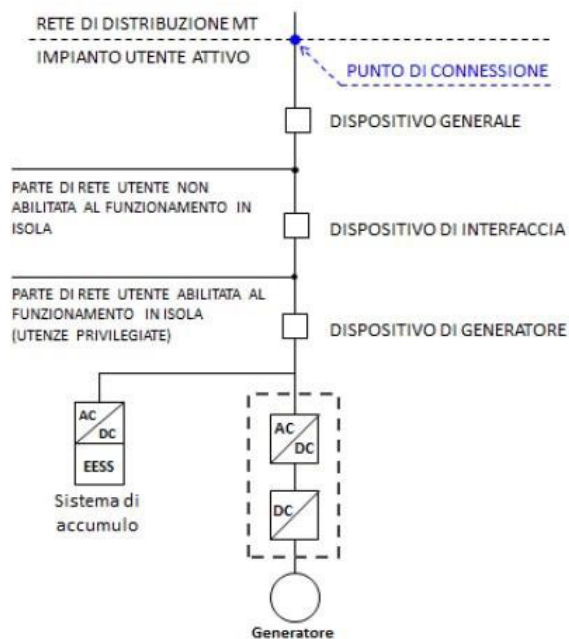 RETE DI DISTRIBUZIONE MT
IMPIANTO UTENTE ATTIVO
PUNTO DI CONNESSIONE
DISPOSITIVO GENERALE
PARTE DI RETE UTENTE NON
ABILITATA AL FUNZIONAMENTO IN
ISOLA
DISPOSITIVO DI INTERFACCIA
PARTE DI RETE UTENTE ABILITATA AL
FUNZIONAMENTO IN ISOLA
(UTENZE PRIVILEGIATE)
DISPOSITIVO DI GENERATORE
AC
DC
EESS
Sistema di
accumulo
AC
DC
DC
Generatore